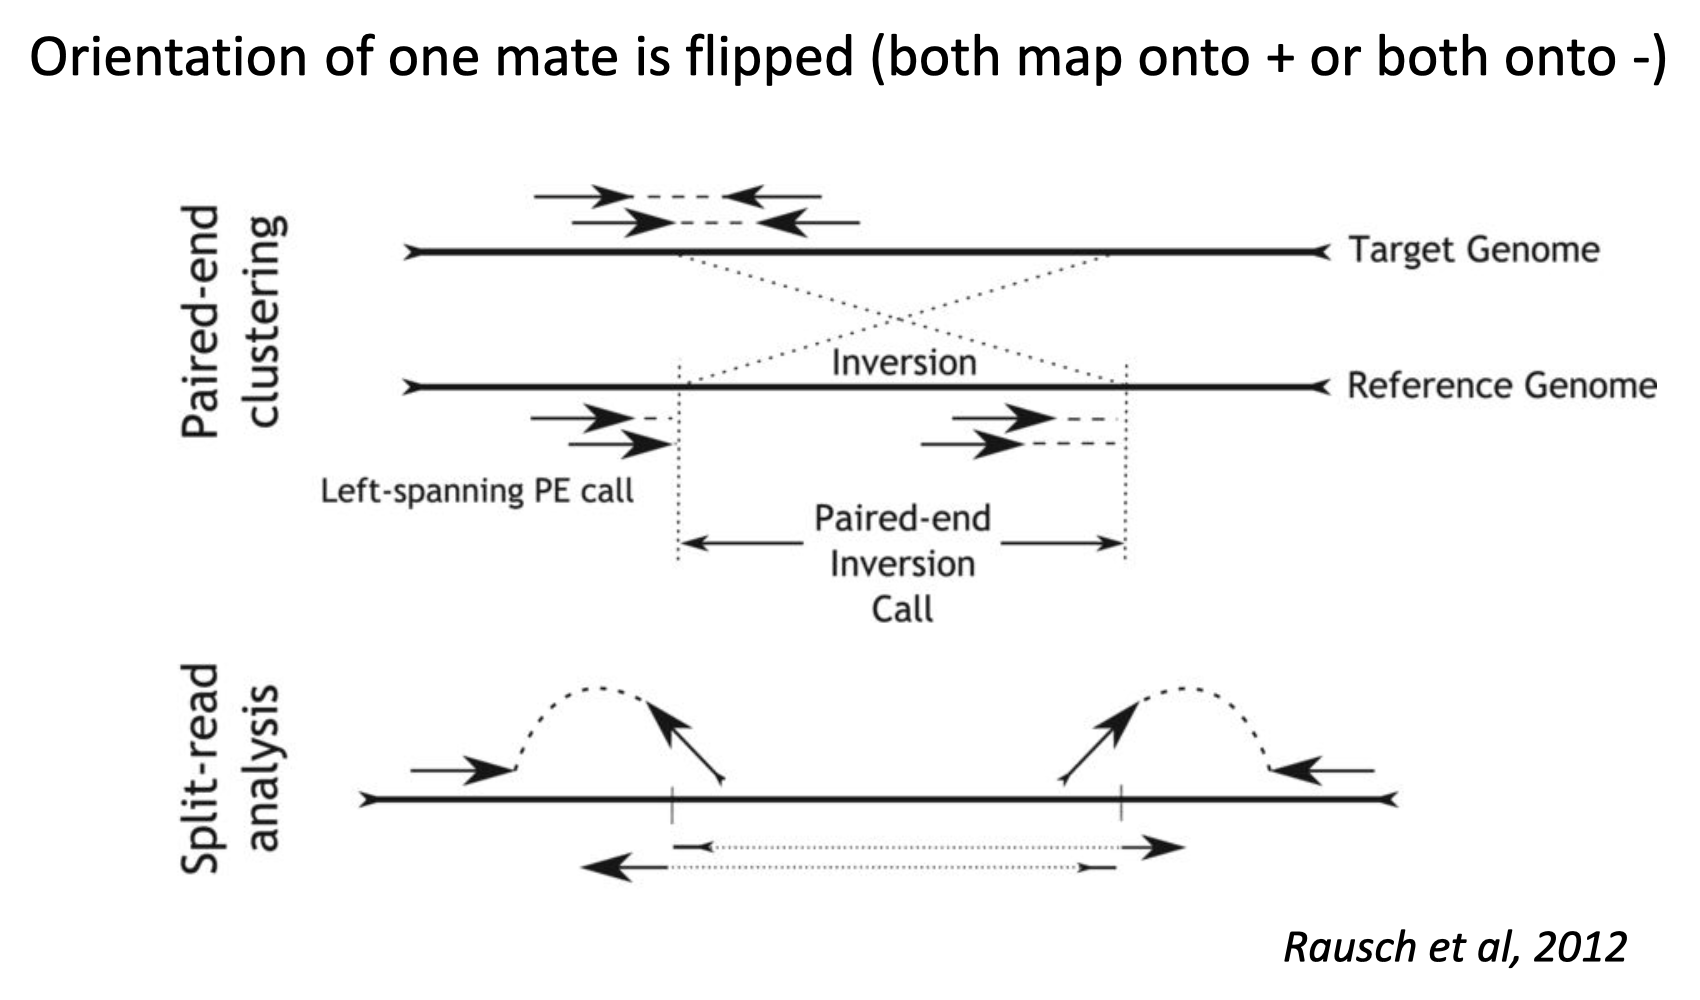 Orientation of one mate is flipped (both map onto + or both onto -)
Paired-end
clustering
Target Genome
Inversion
Reference Genome
Left-spanning PE call
Paired-end
Inversion
Call
Split-read
analysis
Rausch et al, 2012